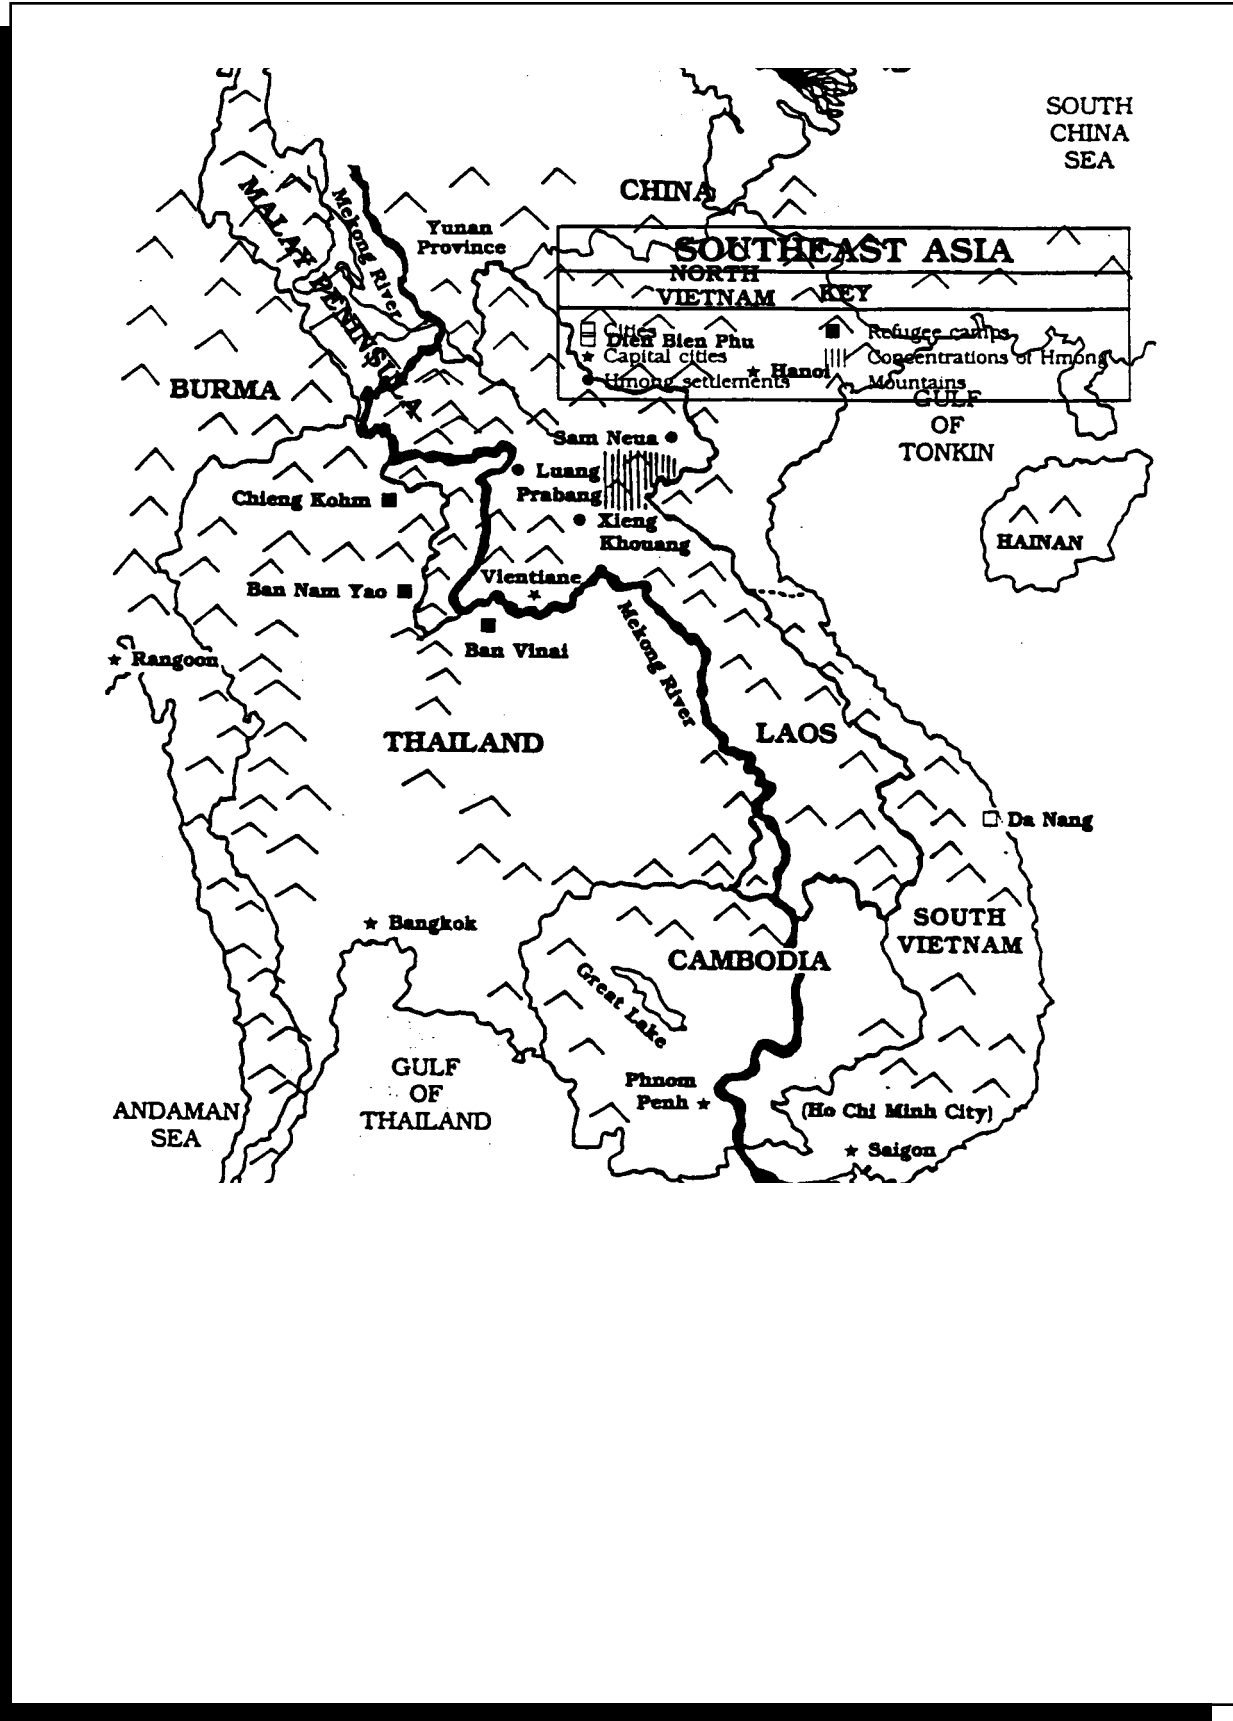 SOUTH
CHINA
SEA
CHINA
MALAY PENINSULA
Mekong River
Yunan
Province
SOUTHEAST ASIA
NORTH
VIETNAM
KEY
Cities
Refugee camps
Dien Bien Phu
Capital cities
Concentrations of Hmong
Hanoi
Hmong settlements
Mountains
BURMA
GULF
OF
TONKIN
Sam Neua
Luang
Prabang
Chieng Kohm
Xieng
Khouang
HAINAN
Vientiane
Ban Nam Yao
Mekong River
Ban Vinai
Rangoon
THAILAND
LAOS
Da Nang
Bangkok
SOUTH
VIETNAM
CAMBODIA
Great Lake
GULF
OF
THAILAND
Phnom
Penh
ANDAMAN
SEA
(Ho Chi Minh City)
Saigon